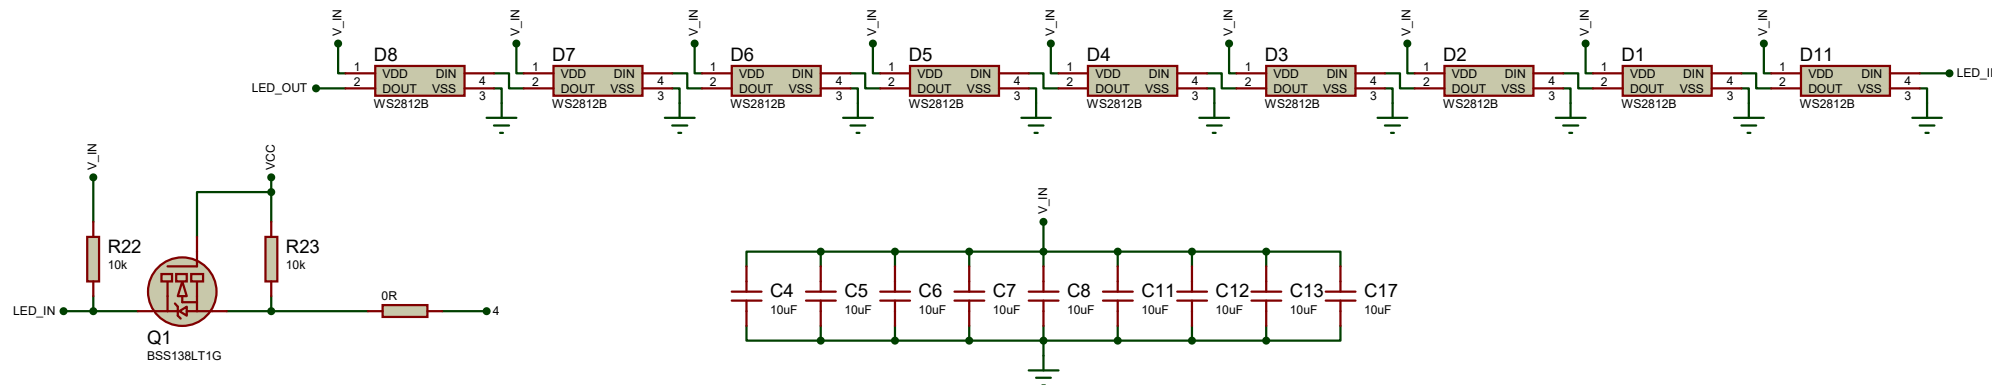 V_IN V_IN V_IN V_IN V_IN V_IN V_IN V_IN V_IN
D8 D7 D6 D5 D4 D3 D2 D1 D11
1 VDD DIN 1 VDD DIN 1 VDD DIN 1 VDD DIN 1 VDD DIN 1 VDD DIN 1 VDD DIN 1 VDD DIN 1 VDD DIN LED_I
LED_OUT 2 DOUT VSS 4 2 DOUT VSS 4 2 DOUT VSS 4 2 DOUT VSS 4 2 DOUT VSS 4 2 DOUT VSS 4 2 DOUT VSS 4 2 DOUT VSS 4 2 DOUT VSS 4
3 3 3 3 3 3 3 3 3
WS2812B WS2812B WS2812B WS2812B WS2812B WS2812B WS2812B WS2812B WS2812B
V_IN VCC
R22 R23
10k 10k
LED_IN 0R 4
Q1
BSS138LT1G
V_IN
C4 C5 C6 C7 C8 C11 C12 C13 C17
10uF 10uF 10uF 10uF 10uF 10uF 10uF 10uF 10uF